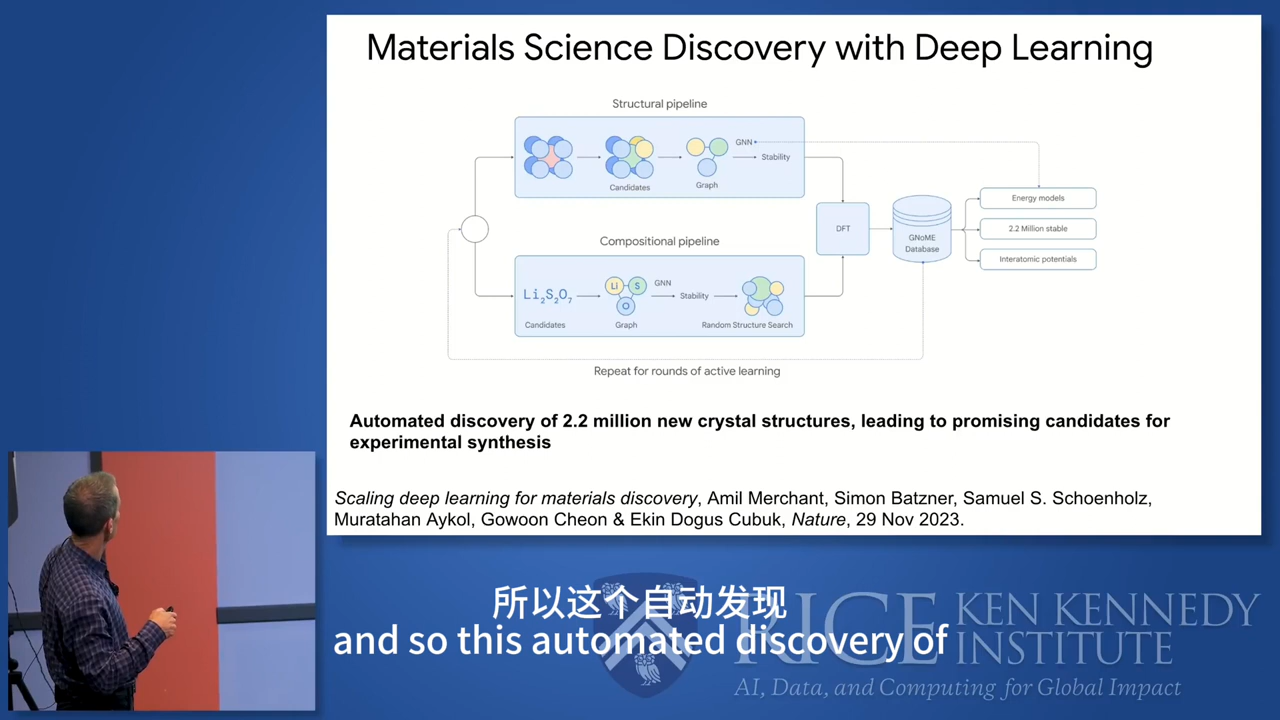 Materials Science Discovery with Deep Learning
Structural pipeline
GNN
Stability
Candidates
Graph
Compositional pipeline
Li₂S₂O₇
Li
S
O
GNN
Stability
Candidates
Graph
Random Structure Search
DFT
GNoME
Database
Energy models
2.2 Million stable
Interatomic potentials
Repeat for rounds of active learning
Automated discovery of 2.2 million new crystal structures, leading to promising candidates for
experimental synthesis
Scaling deep learning for materials discovery, Amil Merchant, Simon Batzner, Samuel S. Schoenholz,
Muratahan Aykol, Gowoon Cheon & Ekin Dogus Cubuk, Nature, 29 Nov 2023.
所以这个自动发现
and so this automated discovery of
RICE
KEN KENNEDY
INSTITUTE
AI, Data, and Computing for Global Impact